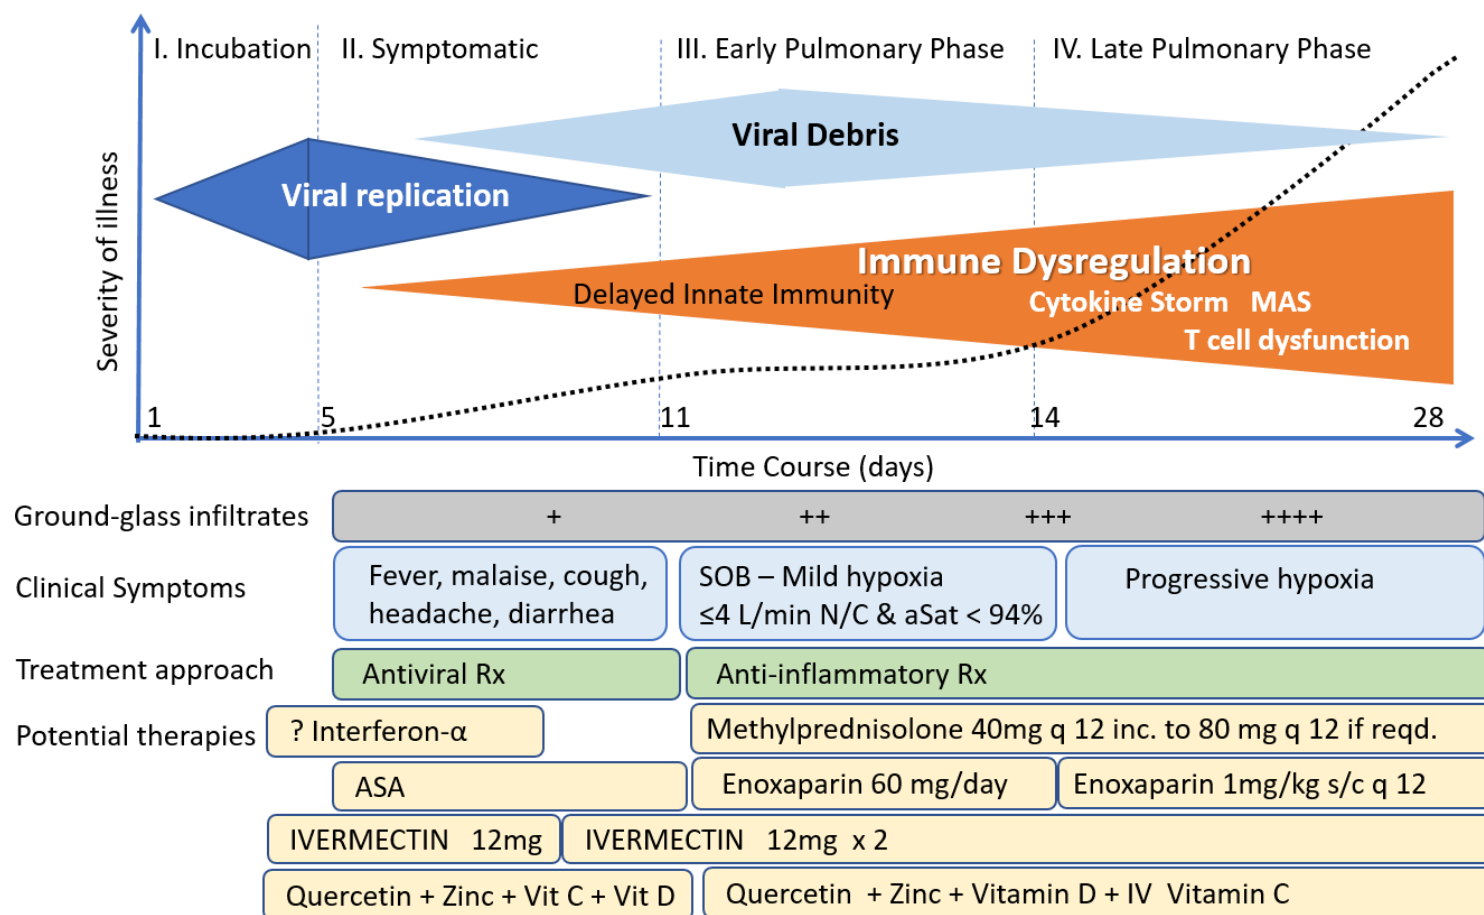 I. Incubation
II. Symptomatic
III. Early Pulmonary Phase
IV. Late Pulmonary Phase
Viral Debris
Viral replication
Severity of illness
Immune Dysregulation
Delayed Innate Immunity
Cytokine Storm MAS
T cell dysfunction
1
5
11
14
28
Time Course (days)
Ground-glass infiltrates
+
++
+++
++++
Clinical Symptoms
Fever, malaise, cough,
headache, diarrhea
SOB – Mild hypoxia
≤4 L/min N/C & aSat < 94%
Progressive hypoxia
Treatment approach
Antiviral Rx
Anti-inflammatory Rx
Potential therapies
? Interferon-α
Methylprednisolone 40mg q 12 inc. to 80 mg q 12 if reqd.
ASA
Enoxaparin 60 mg/day
Enoxaparin 1mg/kg s/c q 12
IVERMECTIN 12mg
IVERMECTIN 12mg x 2
Quercetin + Zinc + Vit C + Vit D
Quercetin + Zinc + Vitamin D + IV Vitamin C